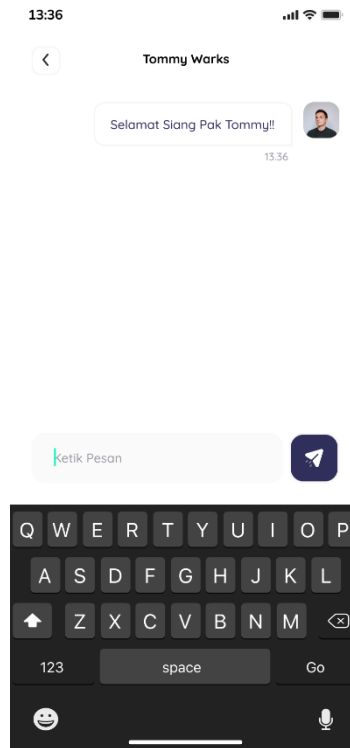 13:36
Tommy Warks
Selamat Siang Pak Tommy!!
13.36
Ketik Pesan
Q W E R T Y U I O P
A S D F G H J K L
Z X C V B N M
123 space Go